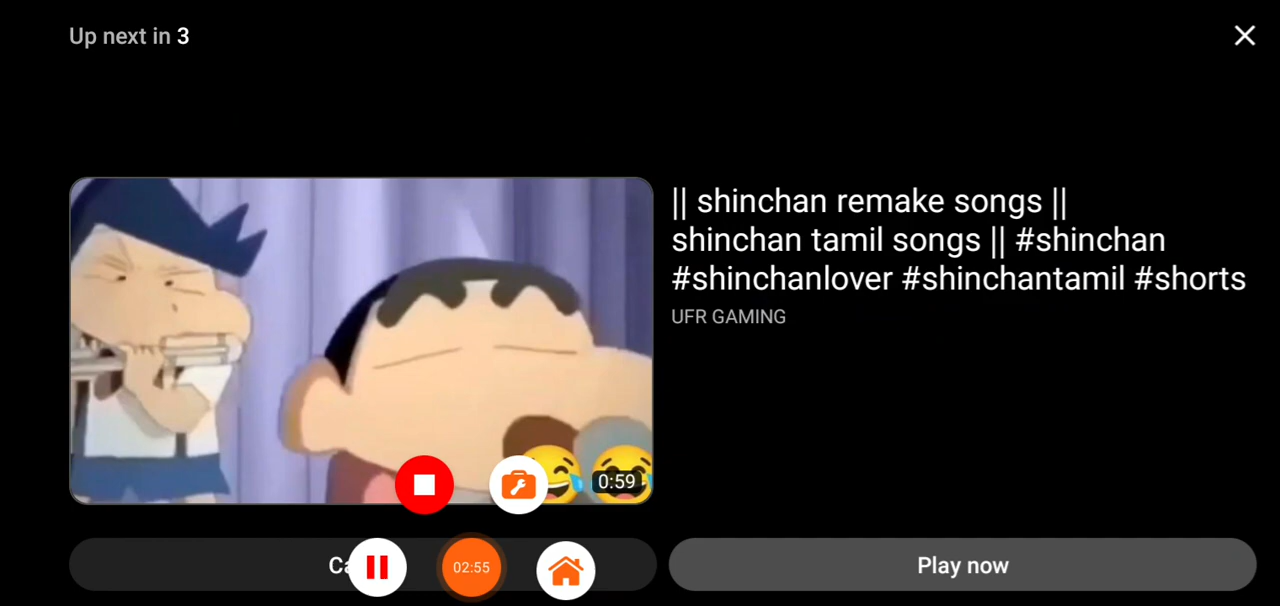 Up next in 3
|| shinchan remake songs ||
shinchan tamil songs || #shinchan
#shinchanlover #shinchantamil #shorts
UFR GAMING
0:59
02:55
Play now